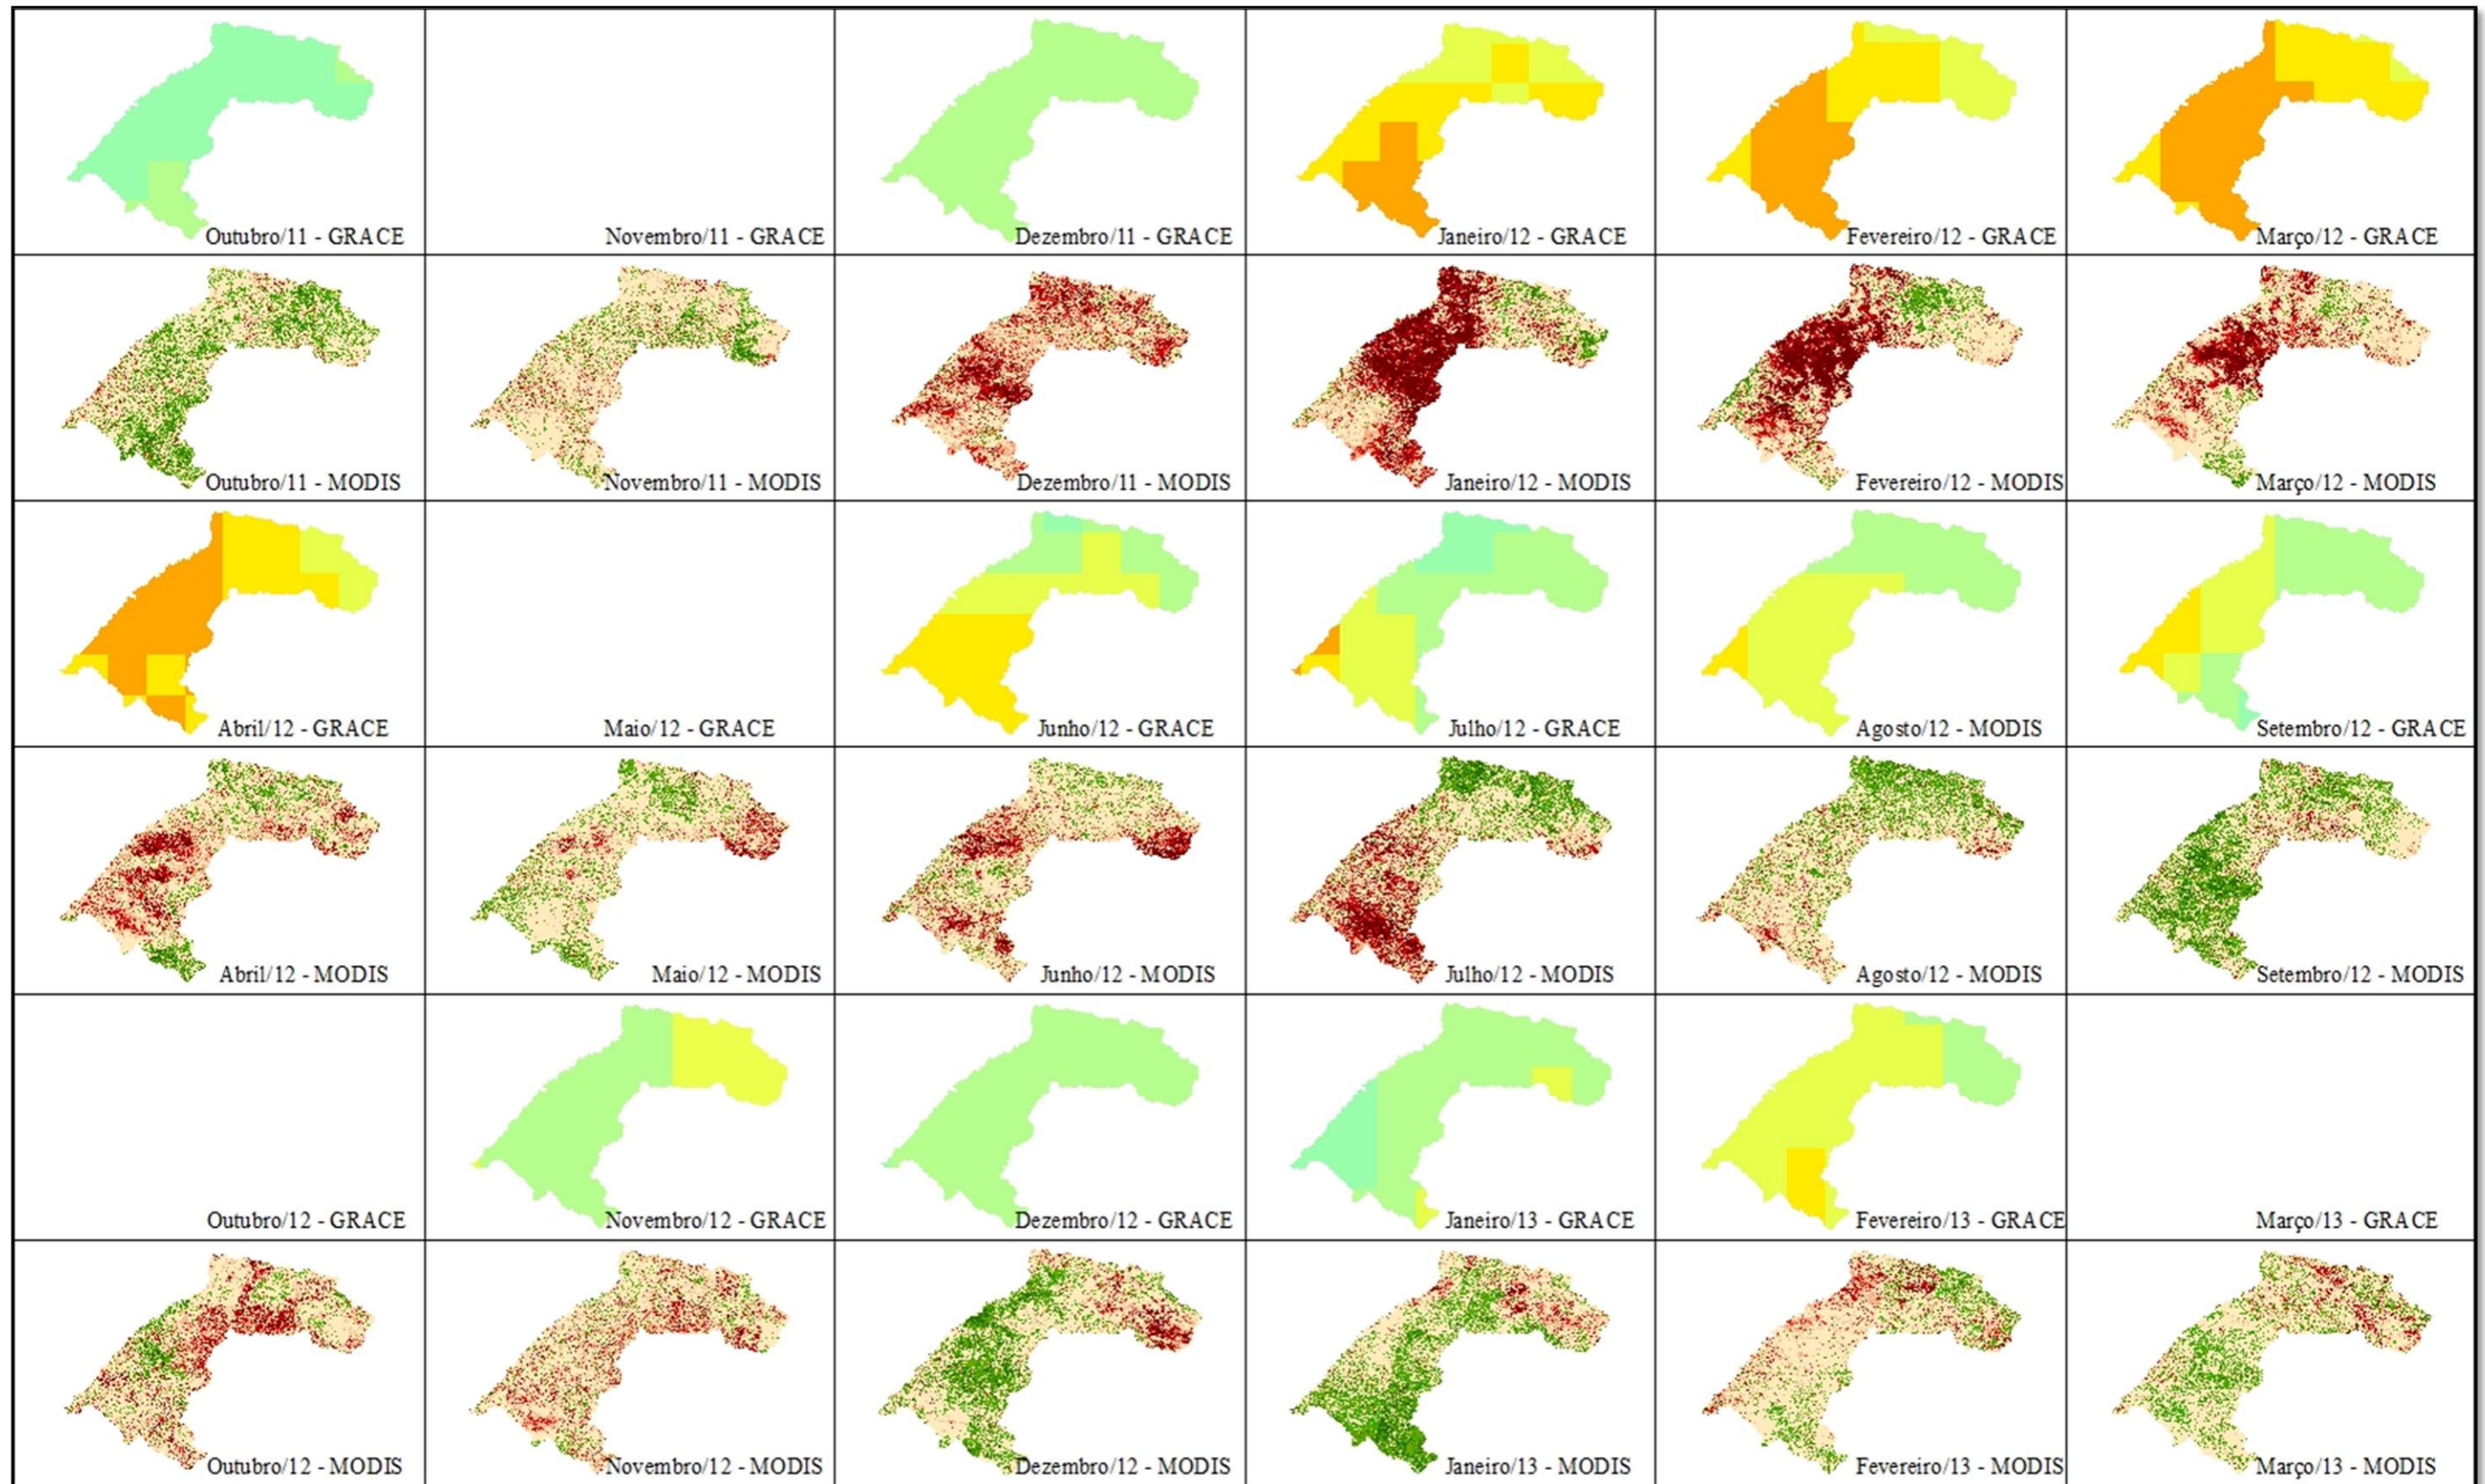 Outubro/11 - GRACE
Novembro/11 - GRACE
Dezembro/11 - GRACE
Janeiro/12 - GRACE
Fevereiro/12 - GRACE
Março/12 - GRACE
Outubro/11 - MODIS
Novembro/11 - MODIS
Dezembro/11 - MODIS
Janeiro/12 - MODIS
Fevereiro/12 - MODIS
Março/12 - MODIS
Abril/12 - GRACE
Maio/12 - GRACE
Junho/12 - GRACE
Julho/12 - GRACE
Agosto/12 - MODIS
Setembro/12 - GRACE
Abril/12 - MODIS
Maio/12 - MODIS
Junho/12 - MODIS
Julho/12 - MODIS
Agosto/12 - MODIS
Setembro/12 - MODIS
Outubro/12 - GRACE
Novembro/12 - GRACE
Dezembro/12 - GRACE
Janeiro/13 - GRACE
Fevereiro/13 - GRACE
Março/13 - GRACE
Outubro/12 - MODIS
Novembro/12 - MODIS
Dezembro/12 - MODIS
Janeiro/13 - MODIS
Fevereiro/13 - MODIS
Março/13 - MODIS